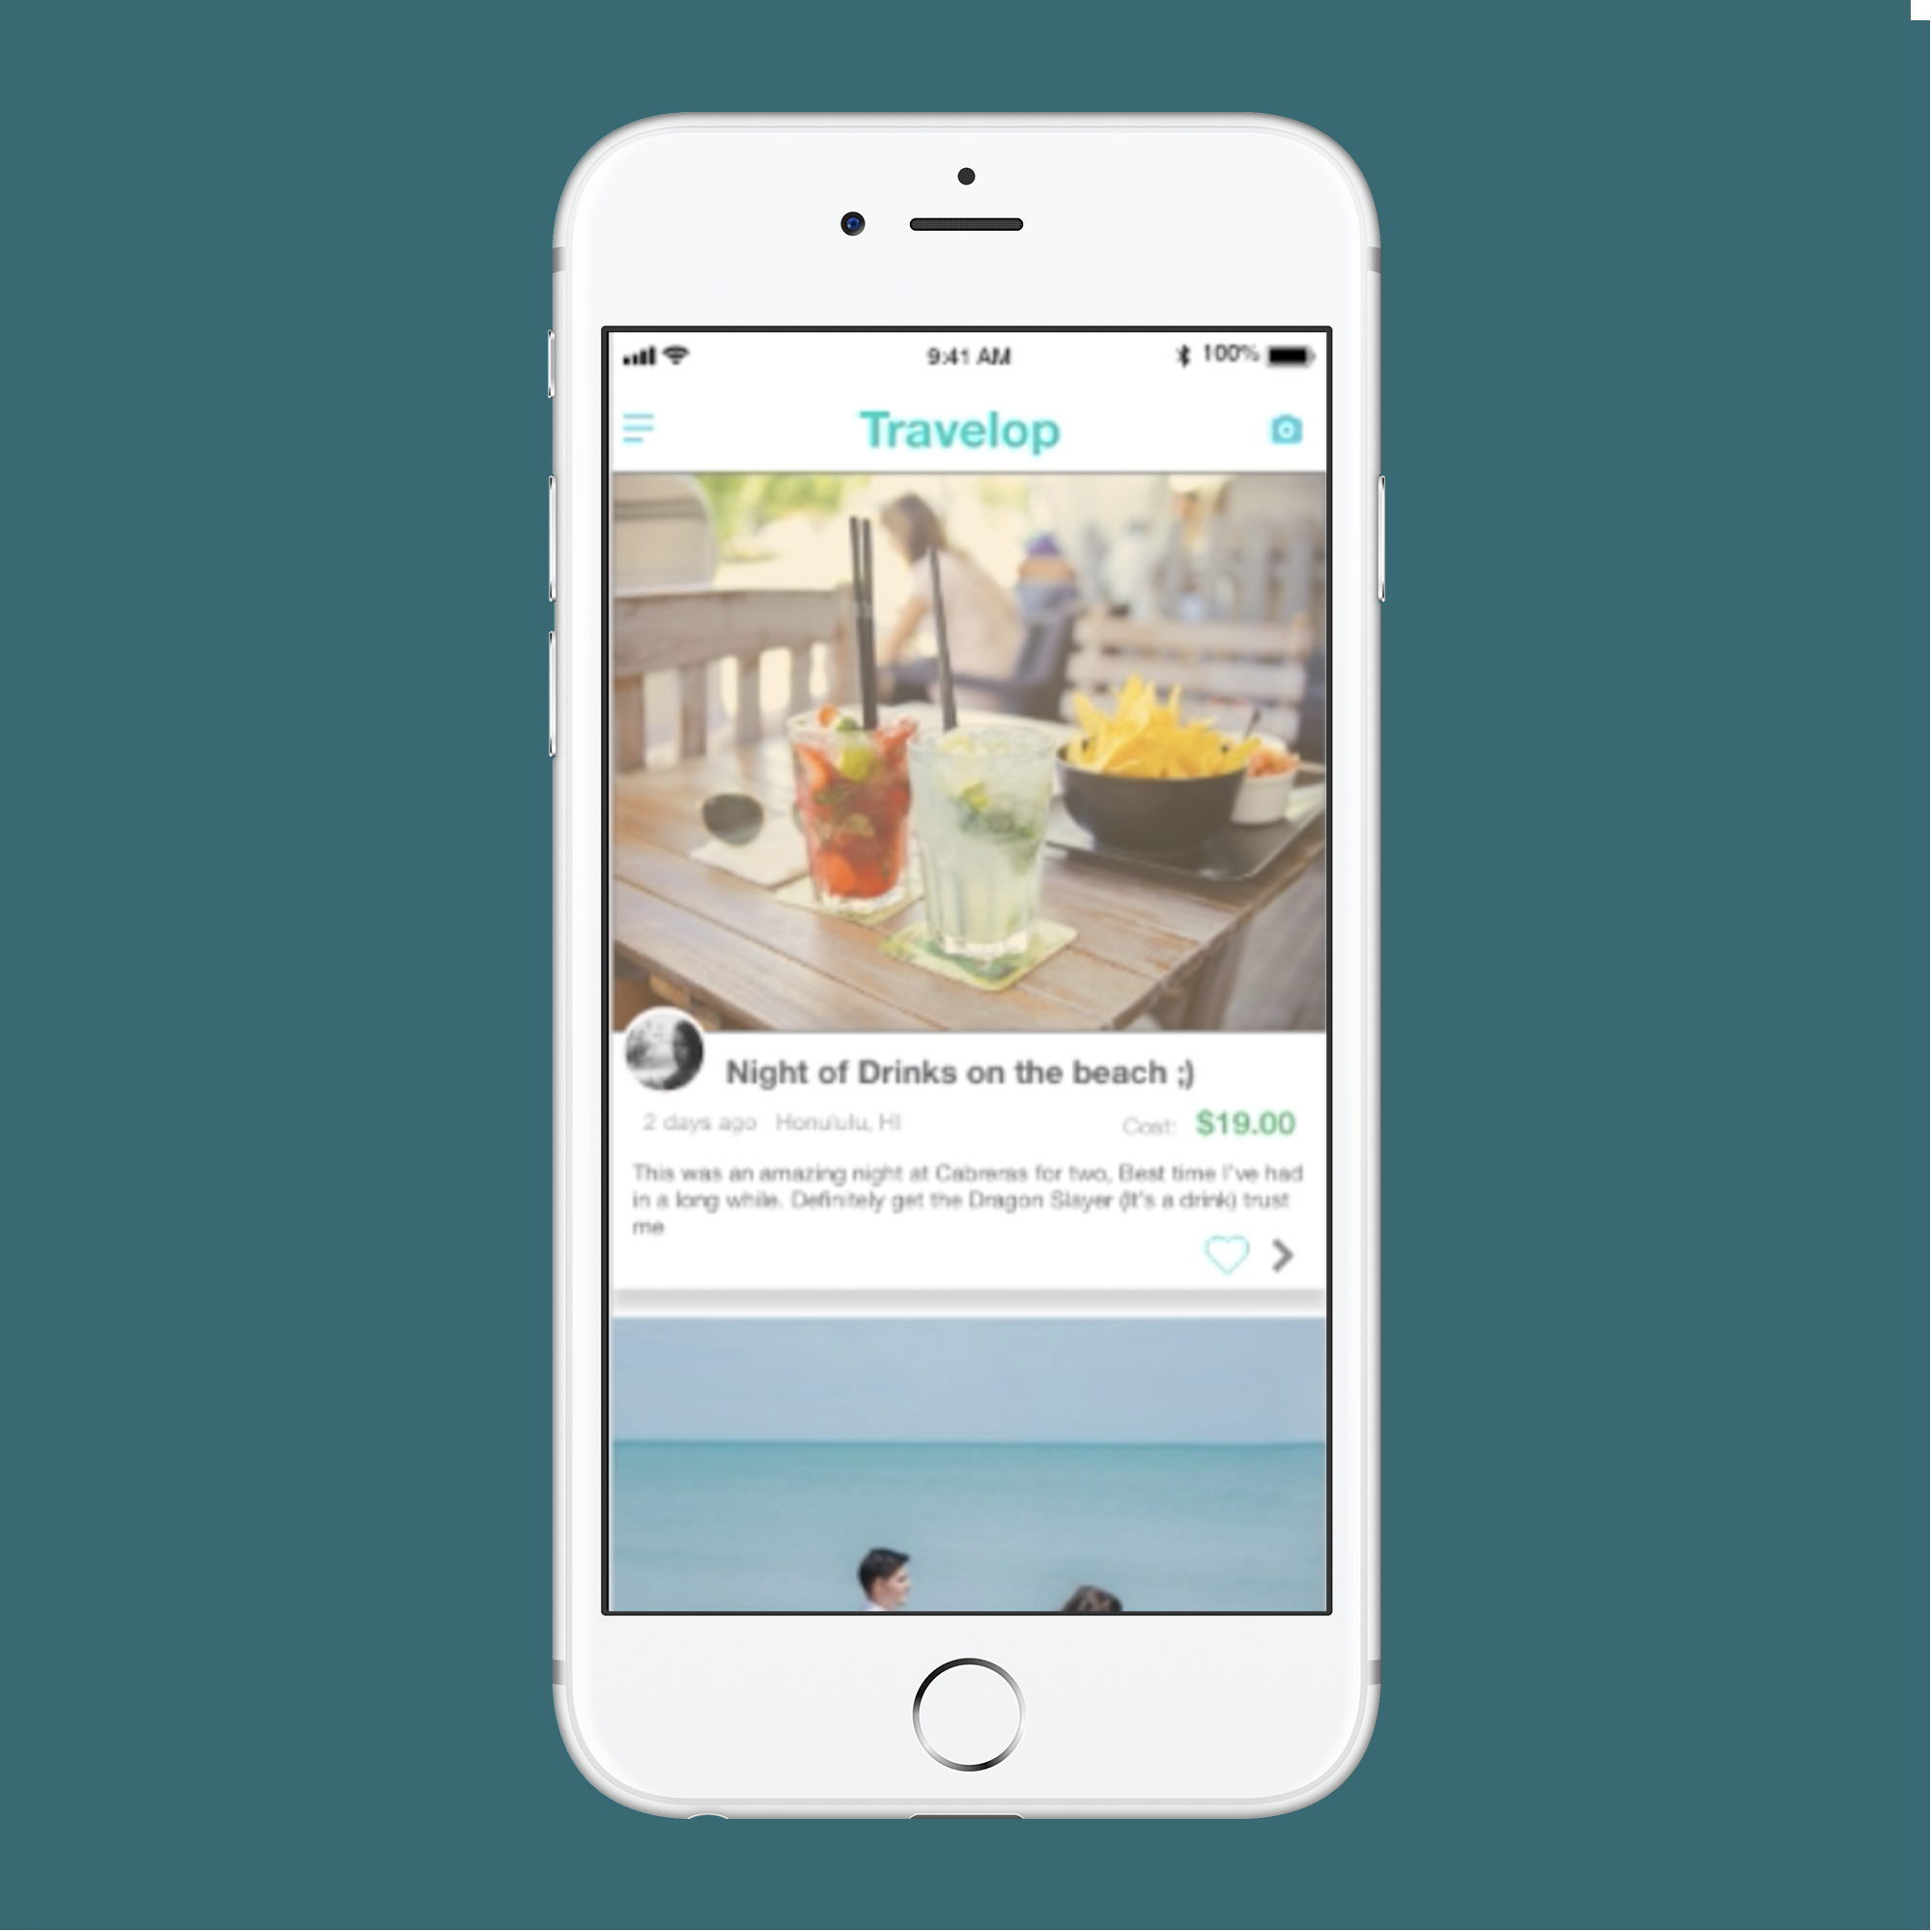 9:41 AM
100%
Travelop
Night of Drinks on the beach ;)
2 days ago Honululu, HI
Cost: $19.00
This was an amazing night at Cabreras for two, Best time I've had
in a long while. Definitely get the Dragon Slayer (It's a drink) trust
me